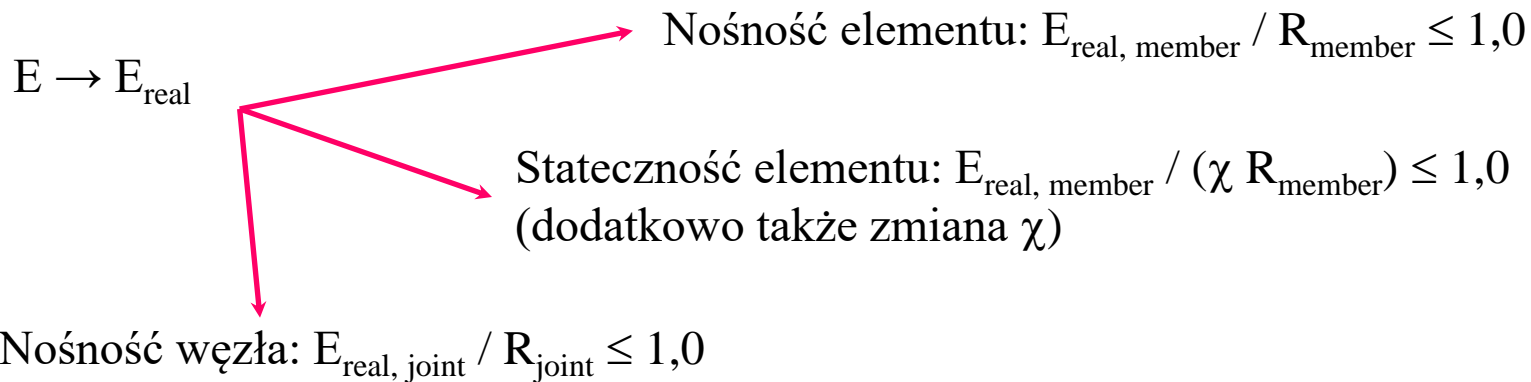 Nośność elementu: E_real, member / R_member ≤ 1,0
E → E_real
Stateczność elementu: E_real, member / (χ R_member) ≤ 1,0
(dodatkowo także zmiana χ)
Nośność węzła: E_real, joint / R_joint ≤ 1,0